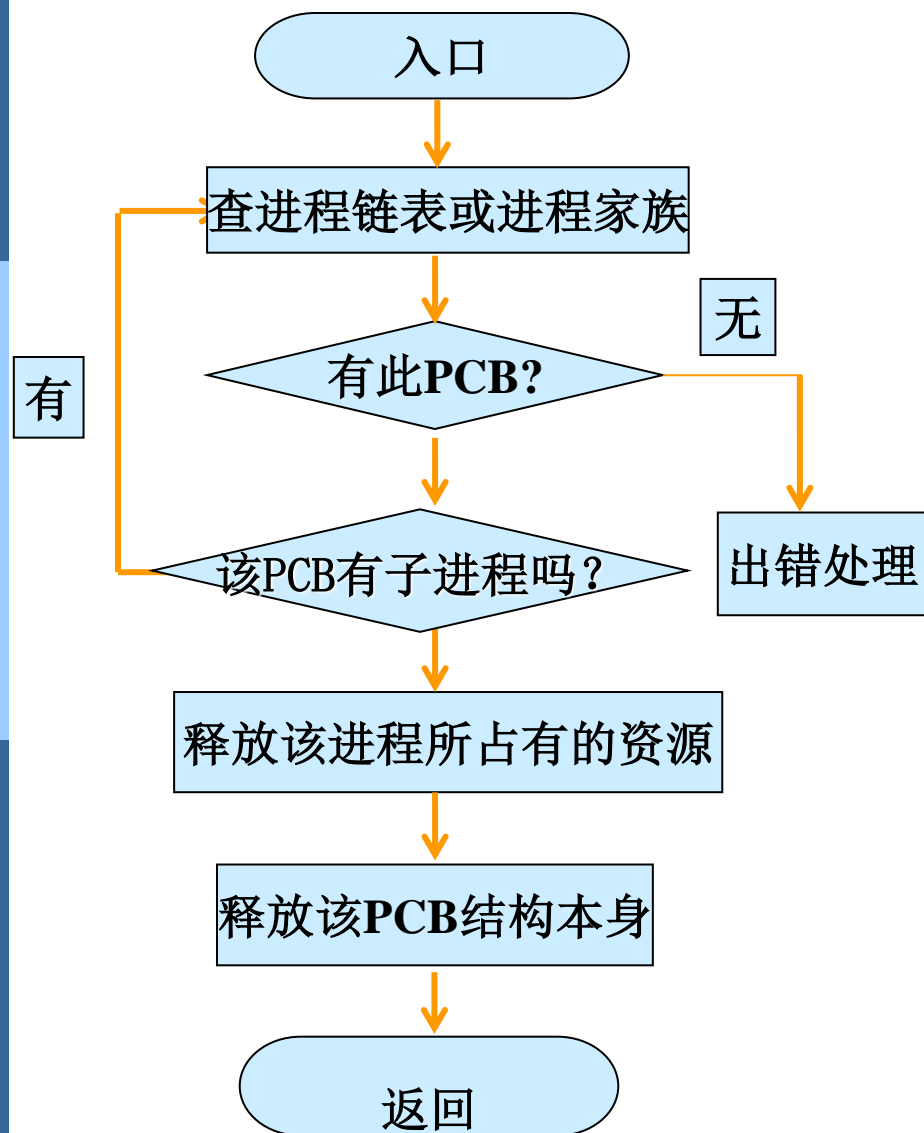 入口
查进程链表或进程家族
无
有此PCB?
有
该PCB有子进程吗？
出错处理
释放该进程所占有的资源
释放该PCB结构本身
返回